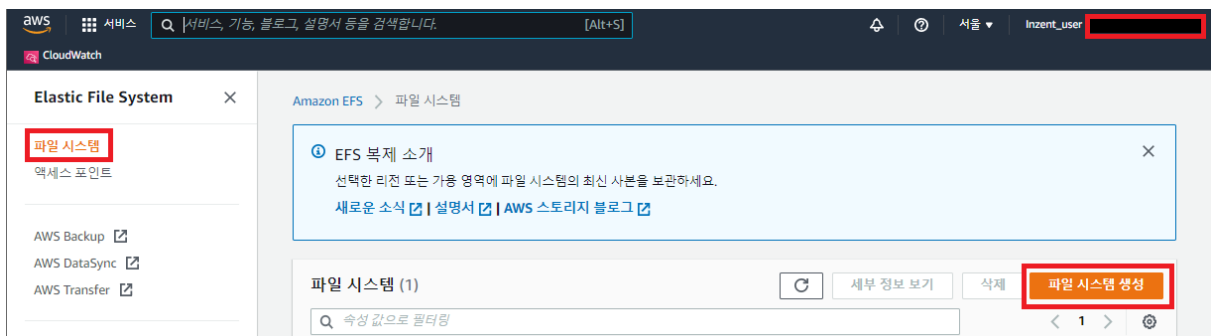 aws 서비스 서비스, 기능, 블로그, 설명서 등을 검색합니다. [Alt+S] 서울 ▼ Inzent_user
CloudWatch
Elastic File System
파일 시스템
액세스 포인트
AWS Backup
AWS DataSync
AWS Transfer
Amazon EFS > 파일 시스템
EFS 복제 소개
선택한 리전 또는 가용 영역에 파일 시스템의 최신 사본을 보관하세요.
새로운 소식 | 설명서 | AWS 스토리지 블로그
파일 시스템 (1) 세부 정보 보기 삭제 파일 시스템 생성
속성 값으로 필터링 < 1 >